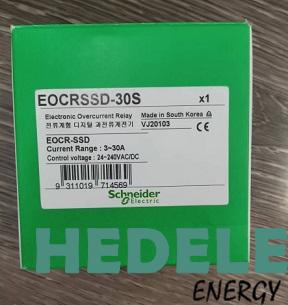 EOCRSSD-30S x1
Electronic Overcurrent Relay Made in South Korea
전류계형 디지털 과전류계전기 VJ20103 CE
EOCR-SSD
Current Range : 3~30A
Control voltage : 24~240VAC/DC
9 311019 714569
Schneider
Electric
HEDELE
ENERGY